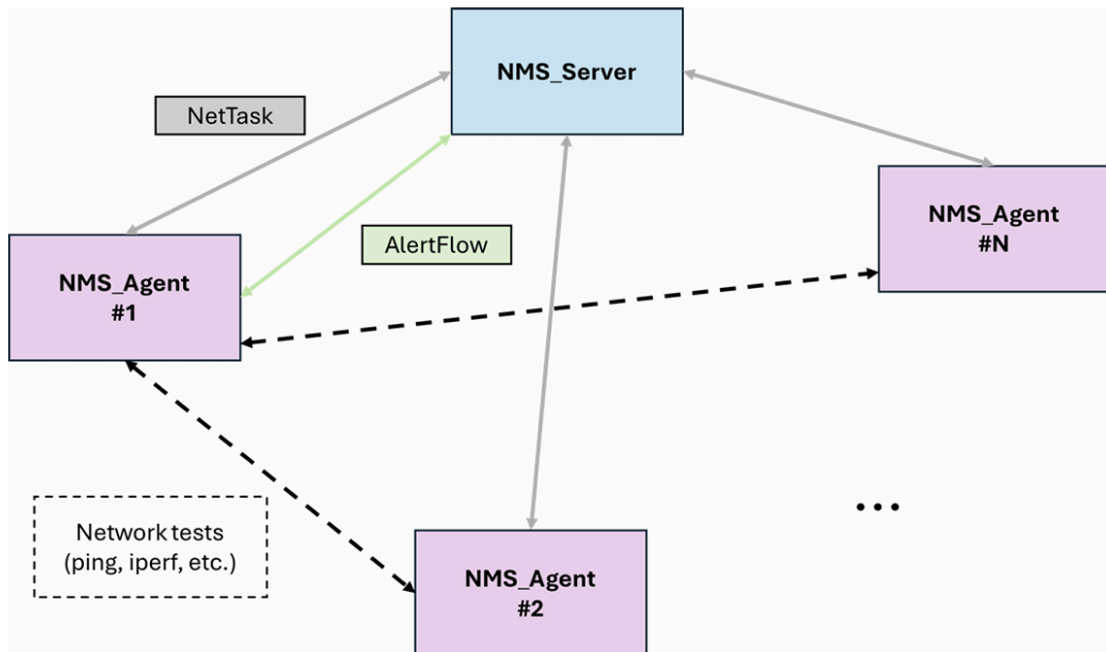 NMS_Server
NetTask
NMS_Agent
#N
AlertFlow
NMS_Agent
#1
...
Network tests
(ping, iperf, etc.)
NMS_Agent
#2